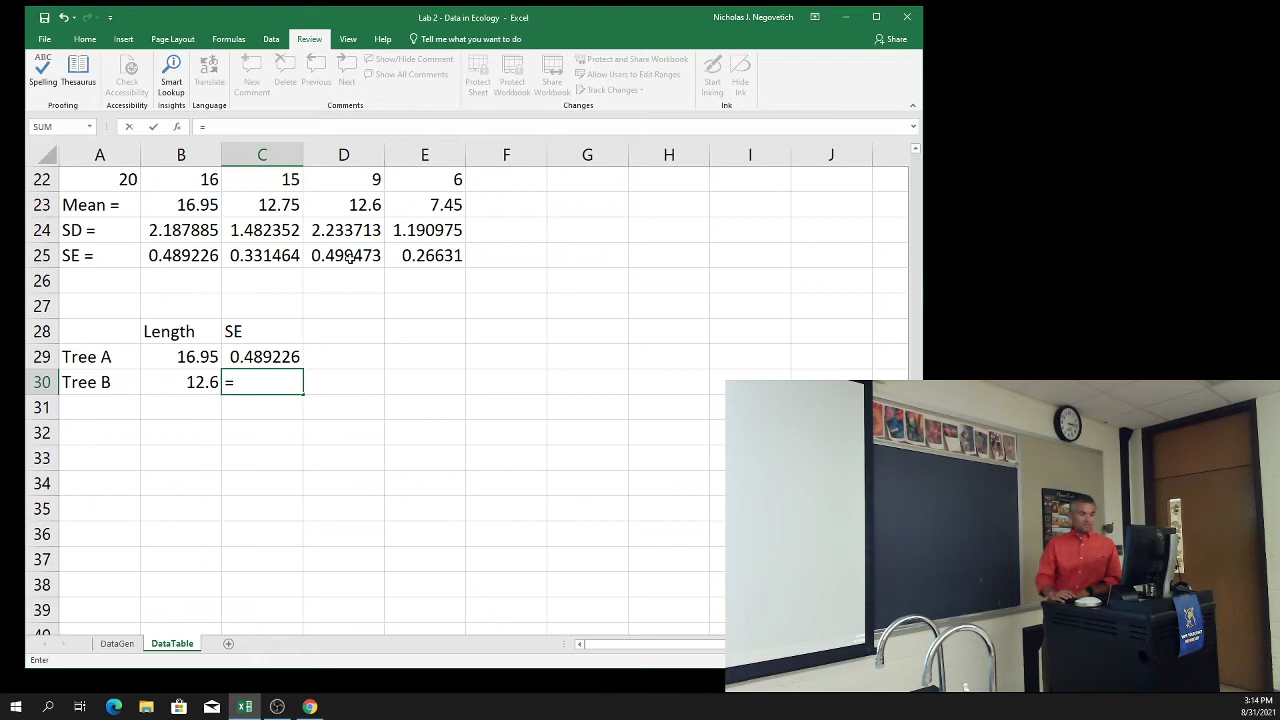 Lab 2 - Data in Ecology - Excel
Nicholas J. Negovetich
File Home Insert Page Layout Formulas Data Review View Help Tell me what you want to do Share
ABC
Spelling Thesaurus
Proofing
Check Accessibility
Accessibility
Smart Lookup
Insights
Translate
Language
New Comment
Delete Previous Next
Show/Hide Comment
Show All Comments
Comments
Protect Sheet
Protect Workbook
Share Workbook
Protect and Share Workbook
Allow Users to Edit Ranges
Track Changes
Changes
Start Inking
Hide Ink
Ink
SUM fx =
A B C D E F G H I J
22 20 16 15 9 6
23 Mean = 16.95 12.75 12.6 7.45
24 SD = 2.187885 1.482352 2.233713 1.190975
25 SE = 0.489226 0.331464 0.499473 0.26631
26
27
28 Length SE
29 Tree A 16.95 0.489226
30 Tree B 12.6 =
31
32
33
34
35
36
37
38
39
40
DataGen DataTable
Enter
3:14 PM
8/31/2021